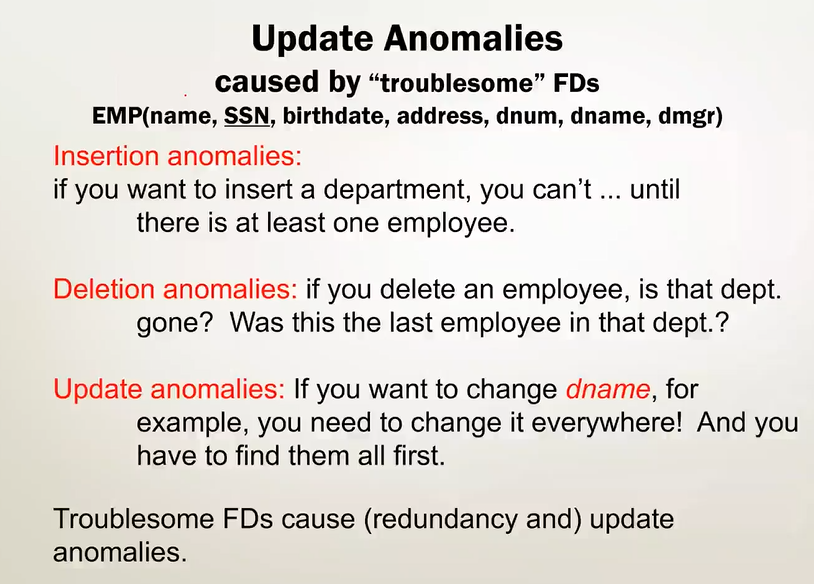 Update Anomalies
caused by “troublesome” FDs
EMP(name, SSN, birthdate, address, dnum, dname, dmgr)
Insertion anomalies:
if you want to insert a department, you can’t ... until
there is at least one employee.
Deletion anomalies: if you delete an employee, is that dept.
gone? Was this the last employee in that dept.?
Update anomalies: If you want to change dname, for
example, you need to change it everywhere! And you
have to find them all first.
Troublesome FDs cause (redundancy and) update
anomalies.